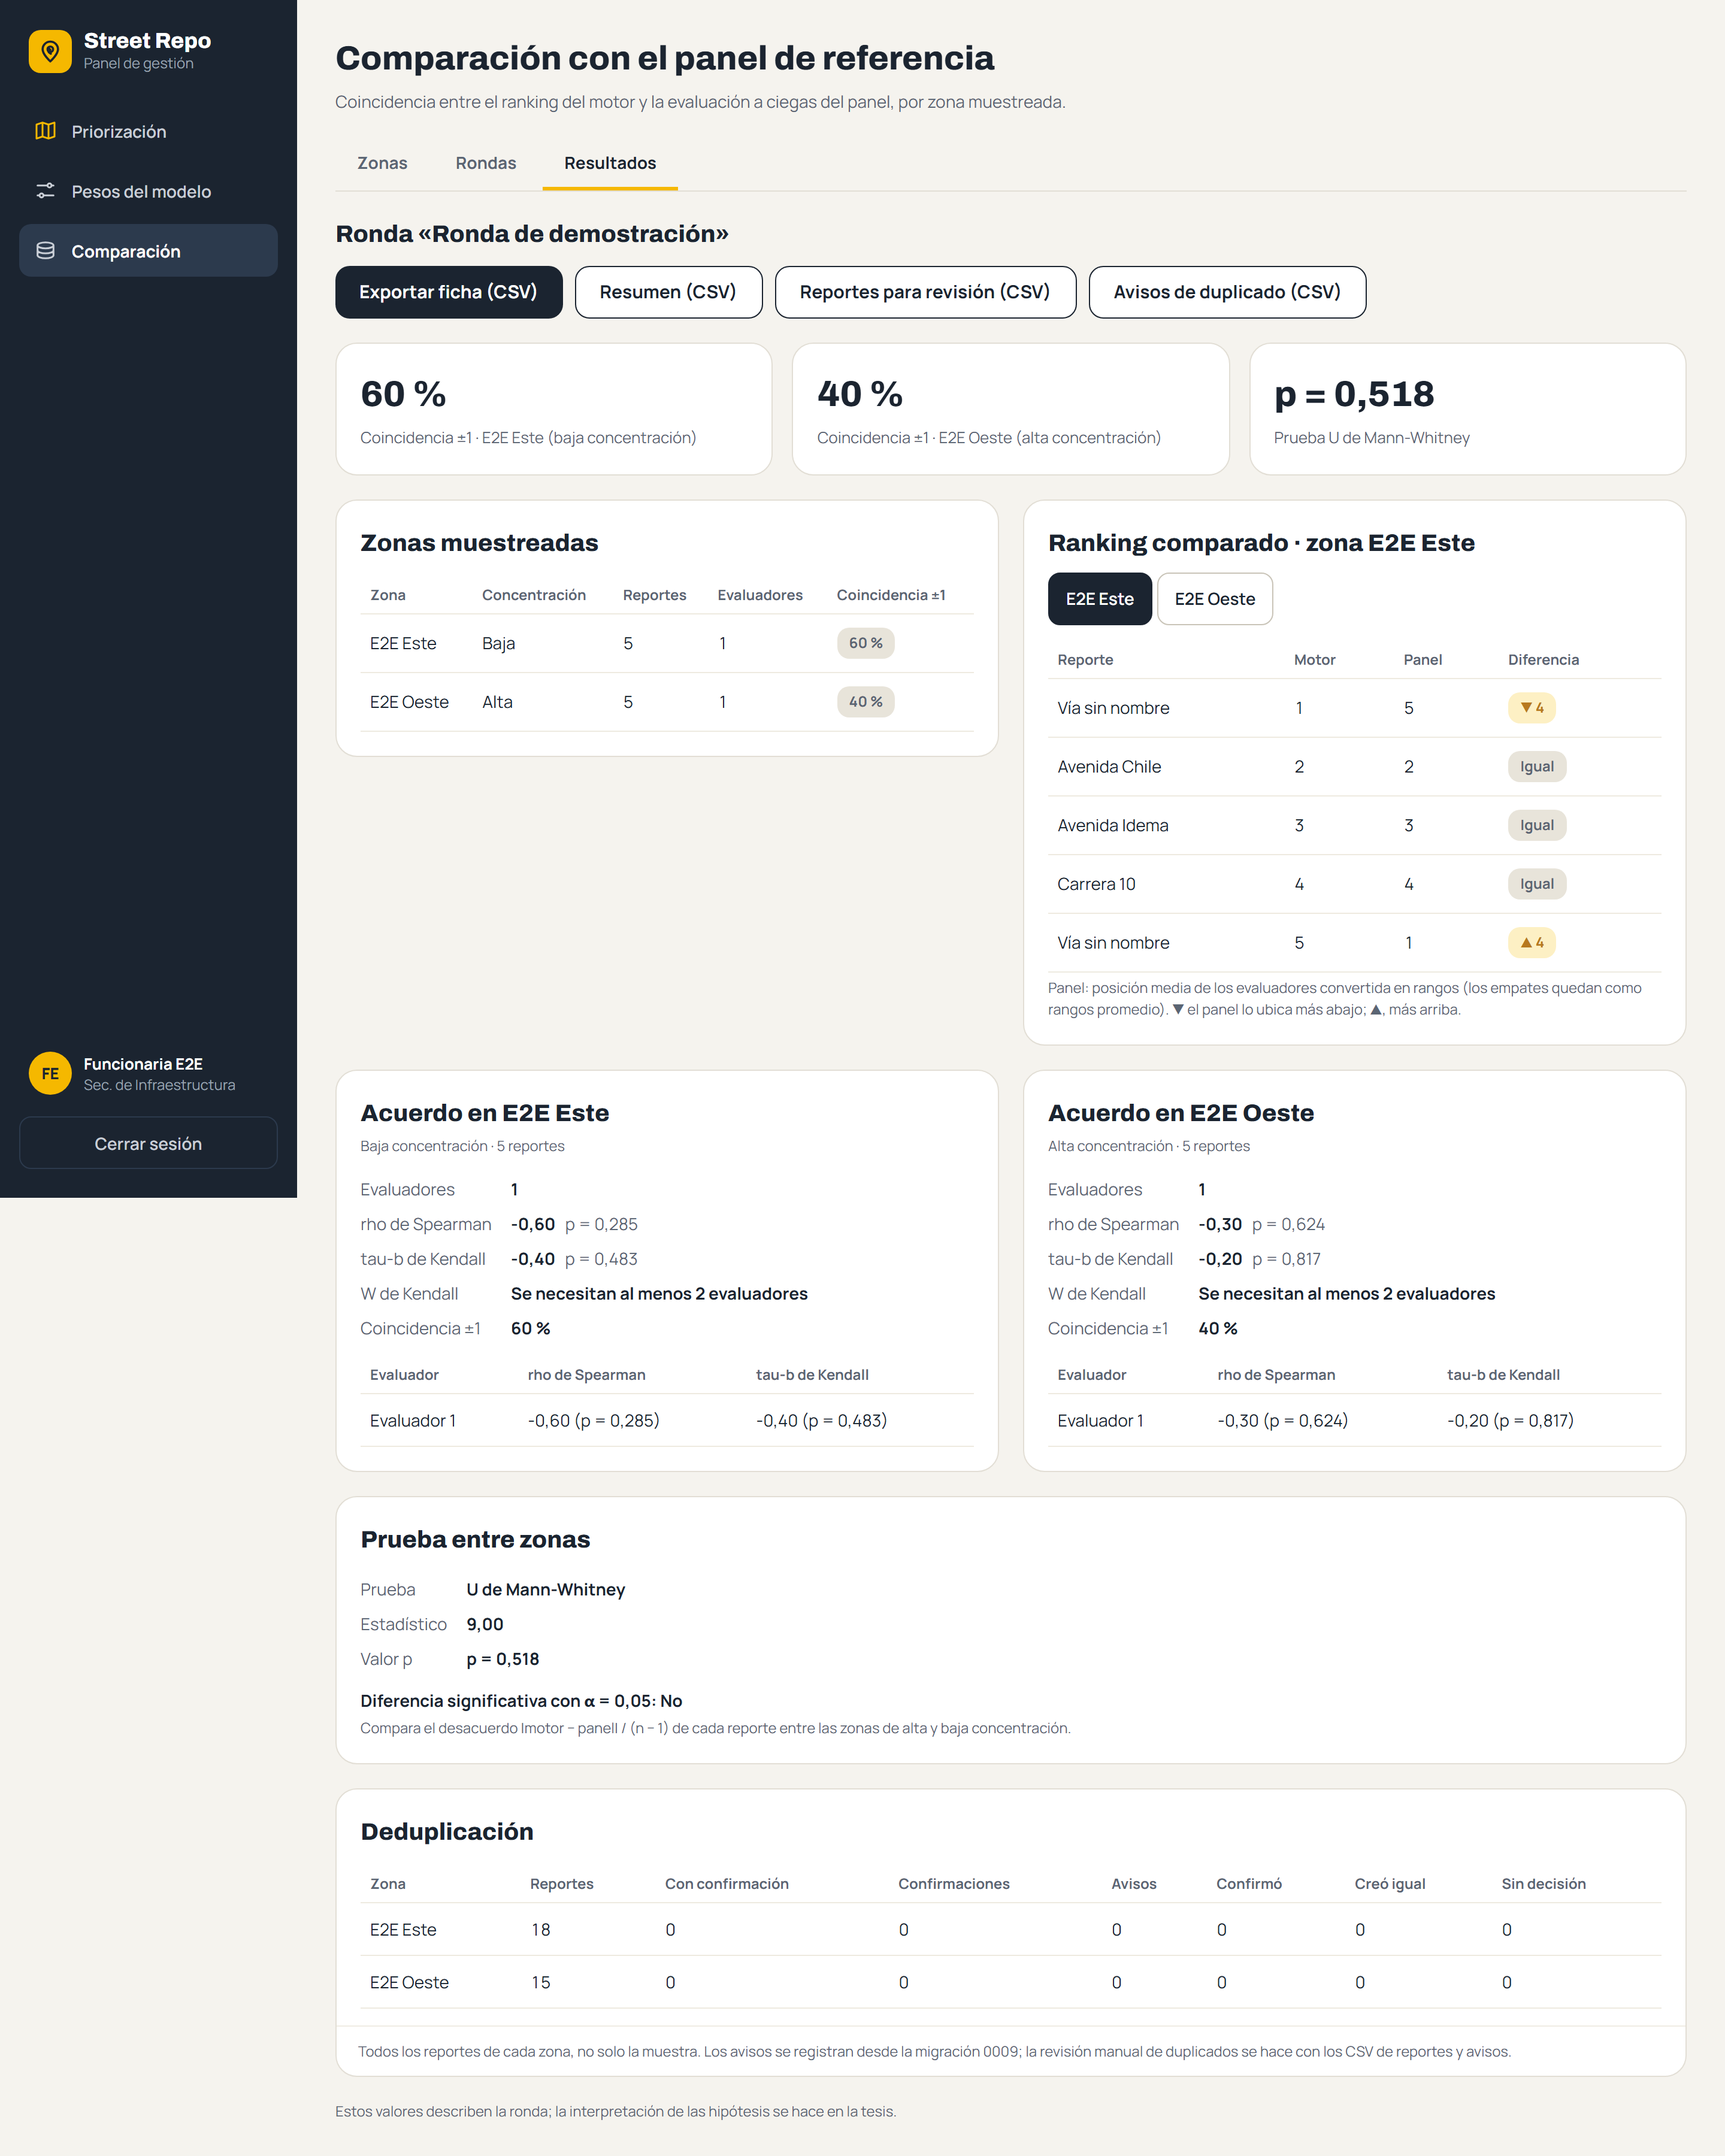 Street Repo
Panel de gestión
Priorización
Pesos del modelo
Comparación
FE
Funcionaria E2E
Sec. de Infraestructura
Cerrar sesión
Comparación con el panel de referencia
Coincidencia entre el ranking del motor y la evaluación a ciegas del panel, por zona muestreada.
Zonas Rondas Resultados
Ronda «Ronda de demostración»
Exportar ficha (CSV) Resumen (CSV) Reportes para revisión (CSV) Avisos de duplicado (CSV)
60 %
Coincidencia ±1 · E2E Este (baja concentración)
40 %
Coincidencia ±1 · E2E Oeste (alta concentración)
p = 0,518
Prueba U de Mann-Whitney
Zonas muestreadas
Zona Concentración Reportes Evaluadores Coincidencia ±1
E2E Este Baja 5 1 60 %
E2E Oeste Alta 5 1 40 %
Ranking comparado · zona E2E Este
E2E Este E2E Oeste
Reporte Motor Panel Diferencia
Vía sin nombre 1 5 ▼ 4
Avenida Chile 2 2 Igual
Avenida Idema 3 3 Igual
Carrera 10 4 4 Igual
Vía sin nombre 5 1 ▲ 4
Panel: posición media de los evaluadores convertida en rangos (los empates quedan como
rangos promedio). ▼ el panel lo ubica más abajo; ▲, más arriba.
Acuerdo en E2E Este
Baja concentración · 5 reportes
Evaluadores 1
rho de Spearman -0,60 p = 0,285
tau-b de Kendall -0,40 p = 0,483
W de Kendall Se necesitan al menos 2 evaluadores
Coincidencia ±1 60 %
Evaluador rho de Spearman tau-b de Kendall
Evaluador 1 -0,60 (p = 0,285) -0,40 (p = 0,483)
Acuerdo en E2E Oeste
Alta concentración · 5 reportes
Evaluadores 1
rho de Spearman -0,30 p = 0,624
tau-b de Kendall -0,20 p = 0,817
W de Kendall Se necesitan al menos 2 evaluadores
Coincidencia ±1 40 %
Evaluador rho de Spearman tau-b de Kendall
Evaluador 1 -0,30 (p = 0,624) -0,20 (p = 0,817)
Prueba entre zonas
Prueba U de Mann-Whitney
Estadístico 9,00
Valor p p = 0,518
Diferencia significativa con α = 0,05: No
Compara el desacuerdo |motor − panel| / (n − 1) de cada reporte entre las zonas de alta y baja concentración.
Deduplicación
Zona Reportes Con confirmación Confirmaciones Avisos Confirmó Creó igual Sin decisión
E2E Este 18 0 0 0 0 0 0
E2E Oeste 15 0 0 0 0 0 0
Todos los reportes de cada zona, no solo la muestra. Los avisos se registran desde la migración 0009; la revisión manual de duplicados se hace con los CSV de reportes y avisos.
Estos valores describen la ronda; la interpretación de las hipótesis se hace en la tesis.